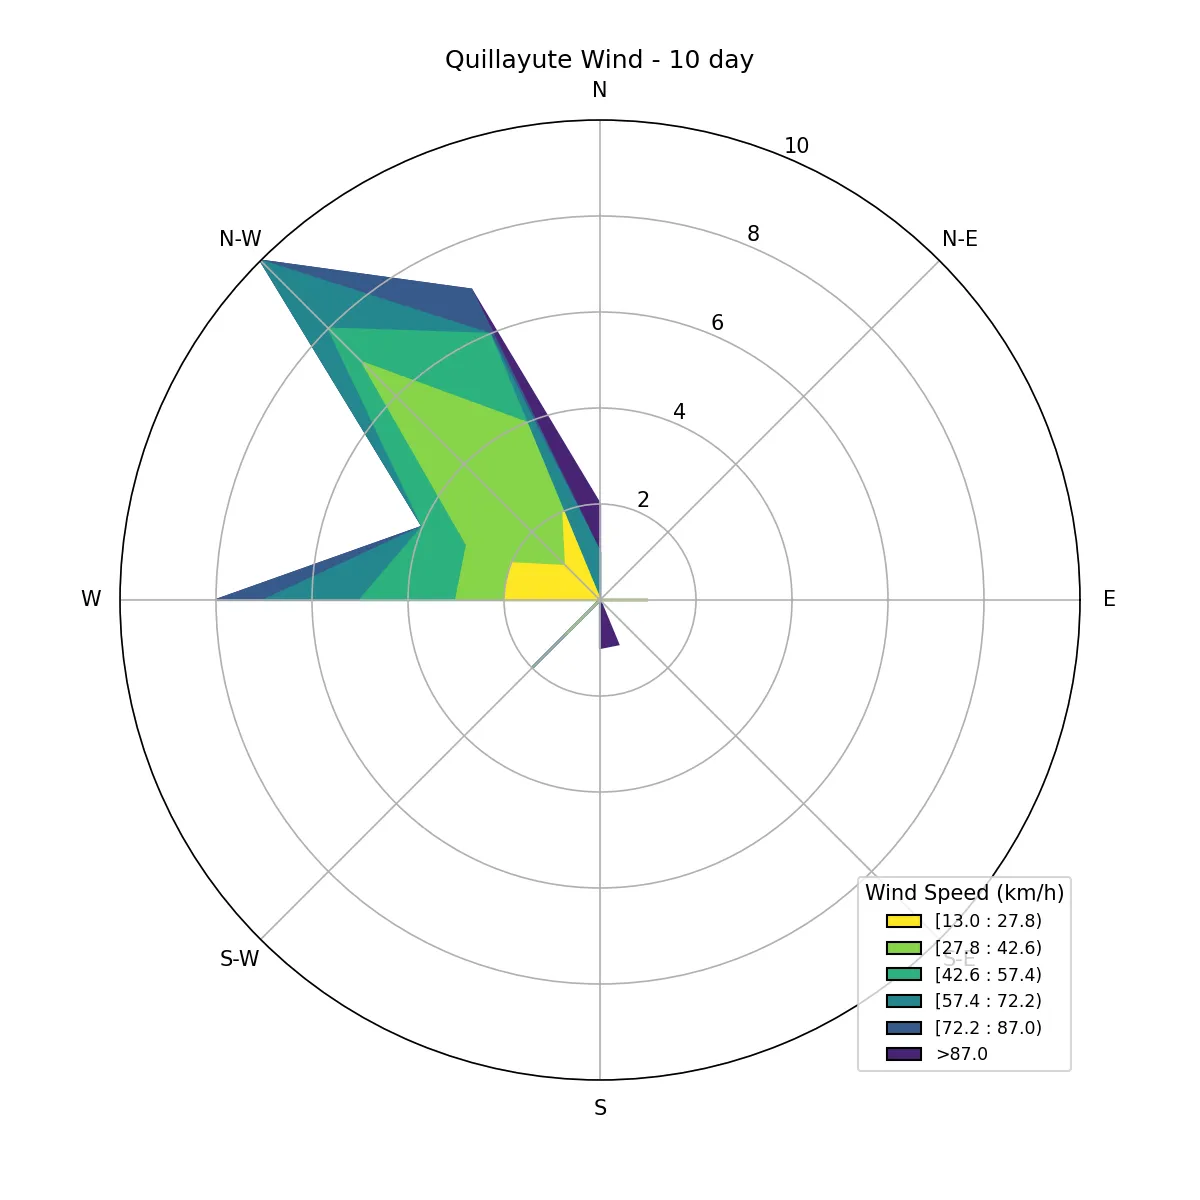 Quillayute Wind - 10 day
N
10
N-W
8
N-E
6
4
2
W
E
S-W
S-E
S
Wind Speed (km/h)
[13.0 : 27.8)
[27.8 : 42.6)
[42.6 : 57.4)
[57.4 : 72.2)
[72.2 : 87.0)
>87.0